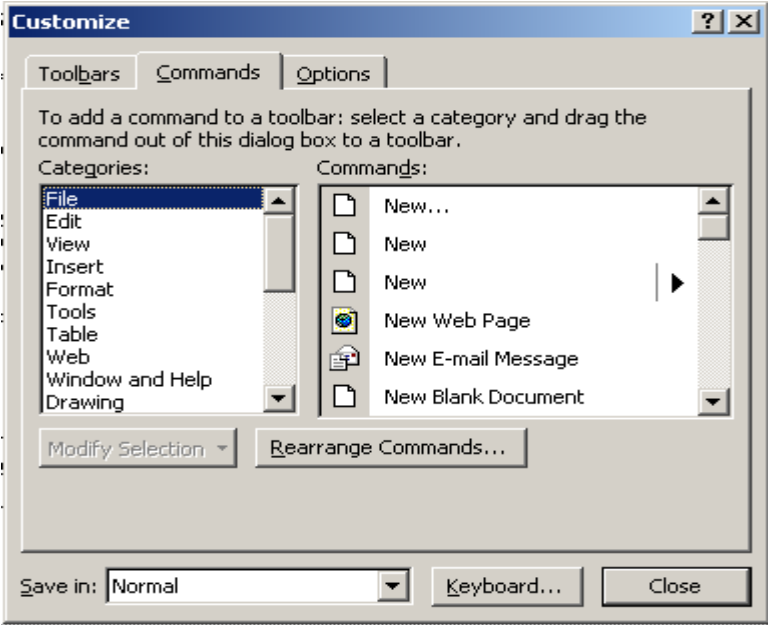 Customize
Toolbars Commands Options
To add a command to a toolbar: select a category and drag the
command out of this dialog box to a toolbar.
Categories: Commands:
File
Edit
View
Insert
Format
Tools
Table
Web
Window and Help
Drawing
New...
New
New
New Web Page
New E-mail Message
New Blank Document
Modify Selection Rearrange Commands...
Save in: Normal Keyboard... Close